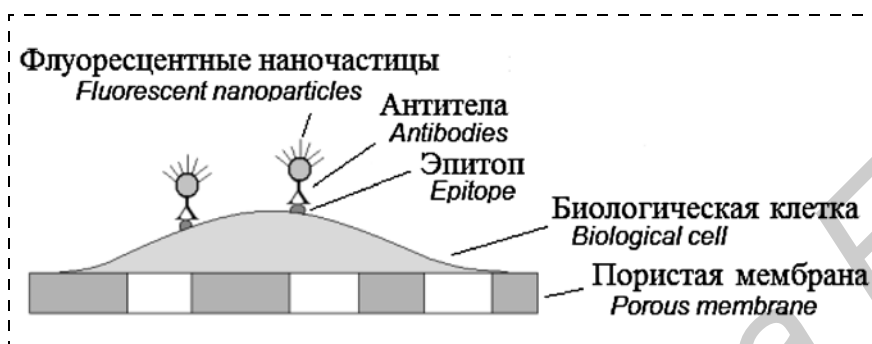 Флуоресцентные наночастицы
Fluorescent nanoparticles
Антитела
Antibodies
Эпитоп
Epitope
Биологическая клетка
Biological cell
Пористая мембрана
Porous membrane